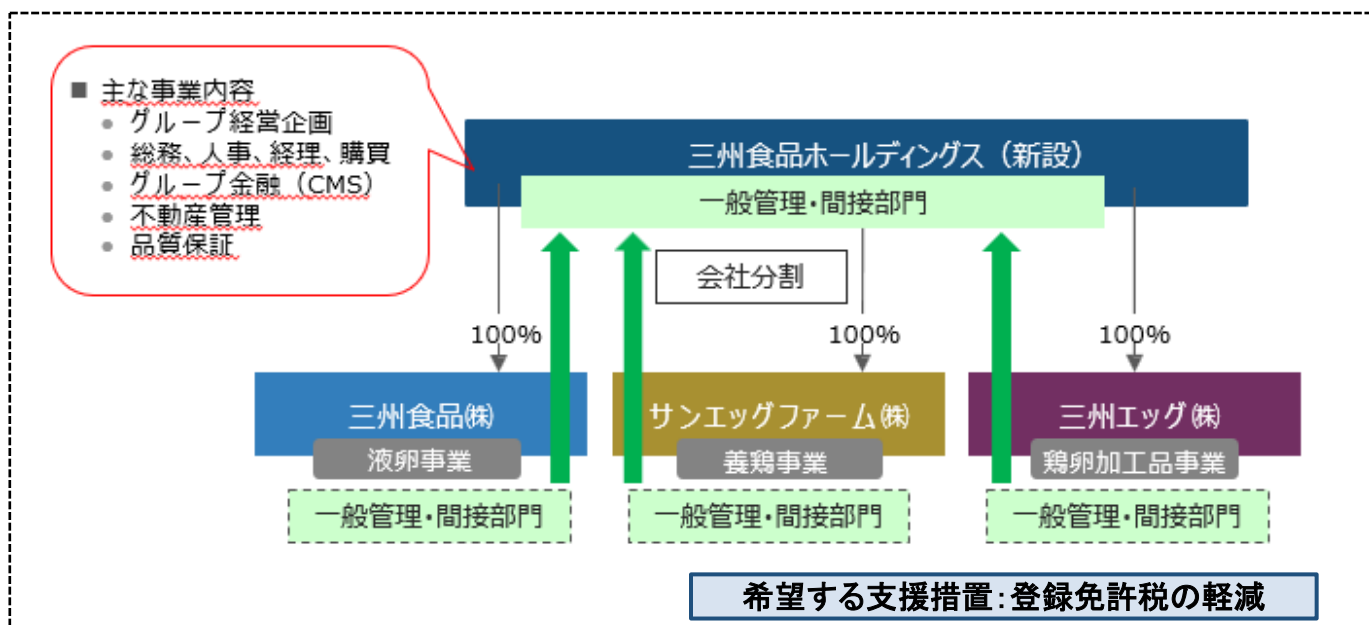 ■ 主な事業内容
● グループ経営企画
● 総務、人事、経理、購買
● グループ金融（CMS）
● 不動産管理
● 品質保証
三州食品ホールディングス（新設）
一般管理・間接部門
会社分割
100%
100%
100%
三州食品㈱
サンエッグファーム㈱
三州エッグ㈱
液卵事業
養鶏事業
鶏卵加工品事業
一般管理・間接部門
一般管理・間接部門
一般管理・間接部門
希望する支援措置：登録免許税の軽減